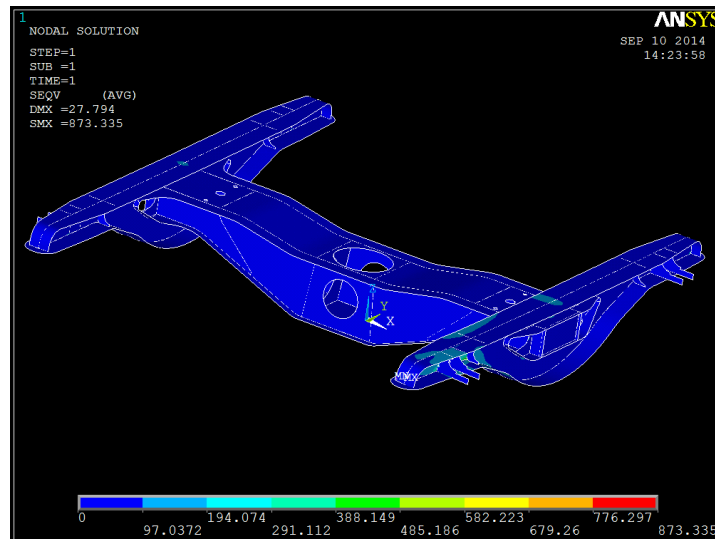 1
NODAL SOLUTION
STEP=1
SUB =1
TIME=1
SEQV (AVG)
DMX =27.794
SMX =873.335
ANSYS
SEP 10 2014
14:23:58
Z
Y
X
0 194.074 388.149 582.223 776.297
97.0372 291.112 485.186 679.26 873.335